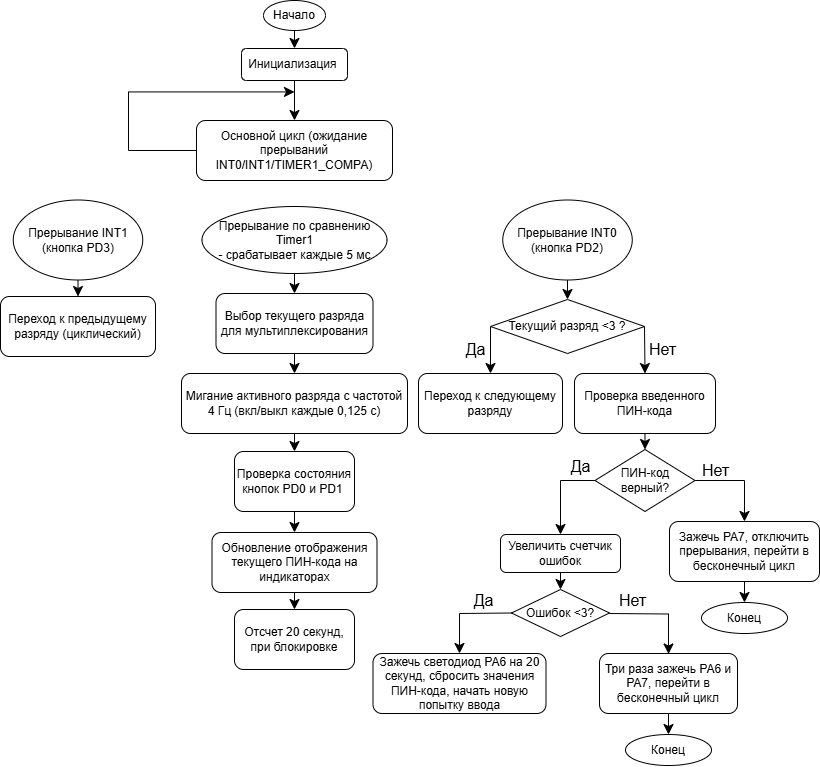 Начало
Инициализация
Основной цикл (ожидание
прерываний
INT0/INT1/TIMER1_COMPA)
Прерывание INT1
(кнопка PD3)
Переход к предыдущему
разряду (циклический)
Прерывание по сравнению
Timer1
- срабатывает каждые 5 мс
Выбор текущего разряда
для мультиплексирования
Мигание активного разряда с частотой
4 Гц (вкл/выкл каждые 0,125 с)
Проверка состояния
кнопок PD0 и PD1
Обновление отображения
текущего ПИН-кода на
индикаторах
Отсчет 20 секунд,
при блокировке
Прерывание INT0
(кнопка PD2)
Текущий разряд <3 ?
Да
Нет
Переход к следующему
разряду
Проверка введенного
ПИН-кода
ПИН-код
верный?
Да
Нет
Увеличить счетчик
ошибок
Зажечь PA7, отключить
прерывания, перейти в
бесконечный цикл
Конец
Ошибок <3?
Да
Нет
Зажечь светодиод PA6 на 20
секунд, сбросить значения
ПИН-кода, начать новую
попытку ввода
Три раза зажечь PA6 и
PA7, перейти в
бесконечный цикл
Конец